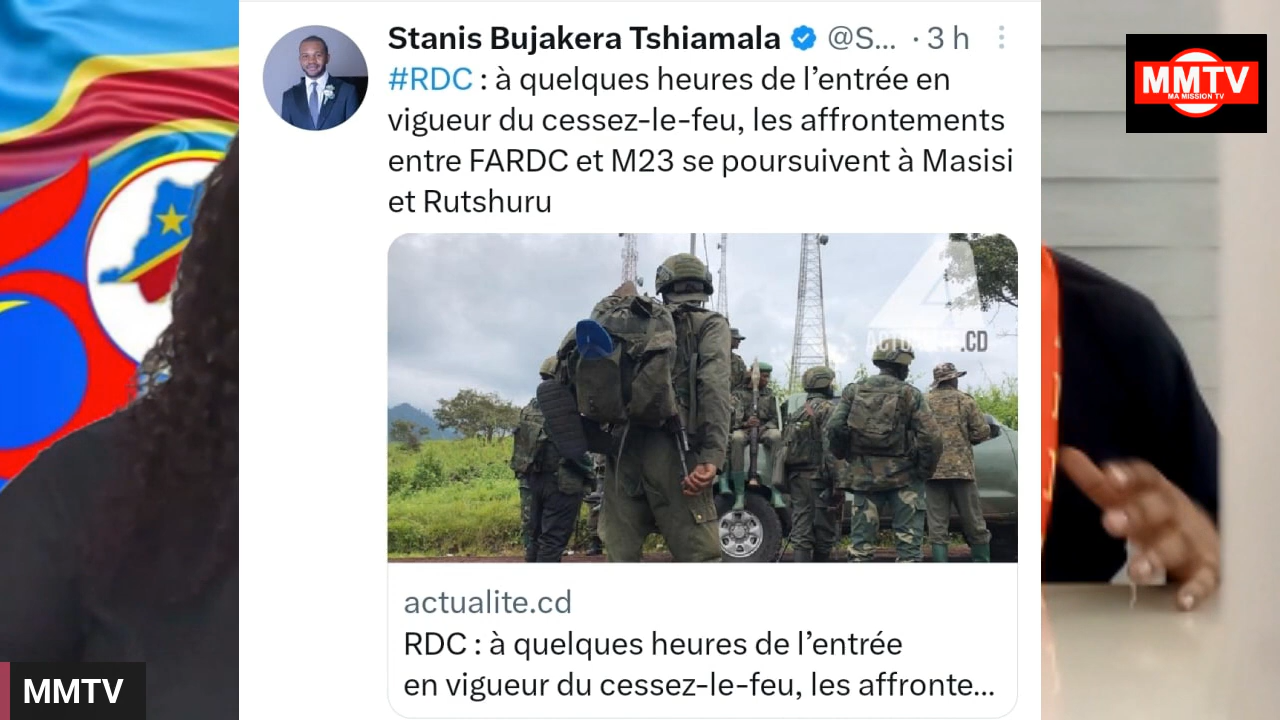 Stanis Bujakera Tshiamala @S... · 3 h
#RDC : à quelques heures de l’entrée en
vigueur du cessez-le-feu, les affrontements
entre FARDC et M23 se poursuivent à Masisi
et Rutshuru
MMTV
MA MISSION TV
.CD
actualite.cd
RDC : à quelques heures de l’entrée
en vigueur du cessez-le-feu, les affronte...
MMTV